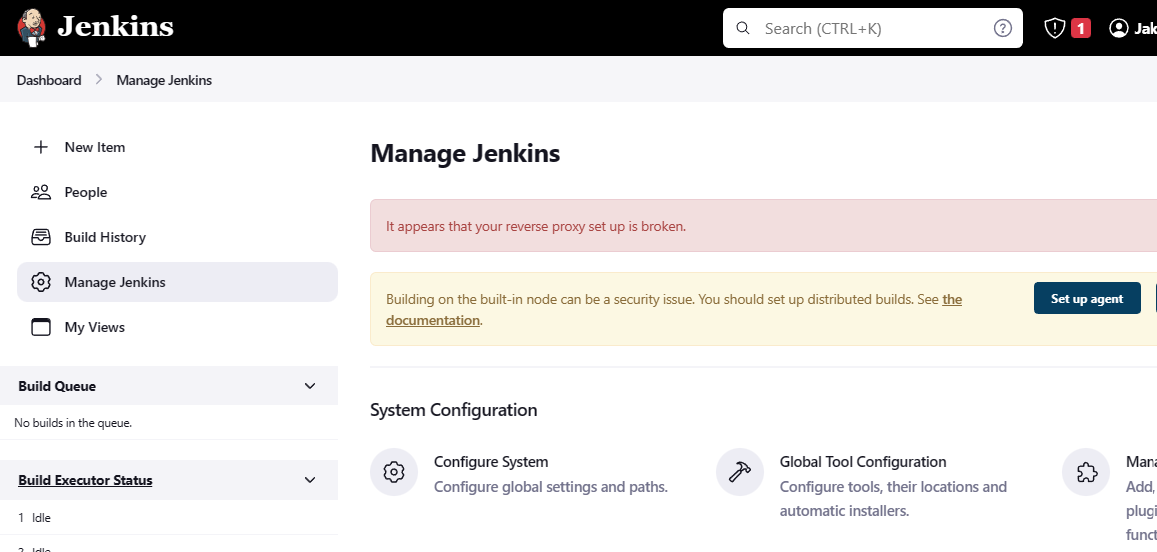 Jenkins
Search (CTRL+K)
1
Dashboard
Manage Jenkins
New Item
People
Build History
Manage Jenkins
My Views
Build Queue
No builds in the queue.
Build Executor Status
1 Idle
2 Idle
Manage Jenkins
It appears that your reverse proxy set up is broken.
Building on the built-in node can be a security issue. You should set up distributed builds. See the
documentation.
Set up agent
System Configuration
Configure System
Configure global settings and paths.
Global Tool Configuration
Configure tools, their locations and
automatic installers.
Add,